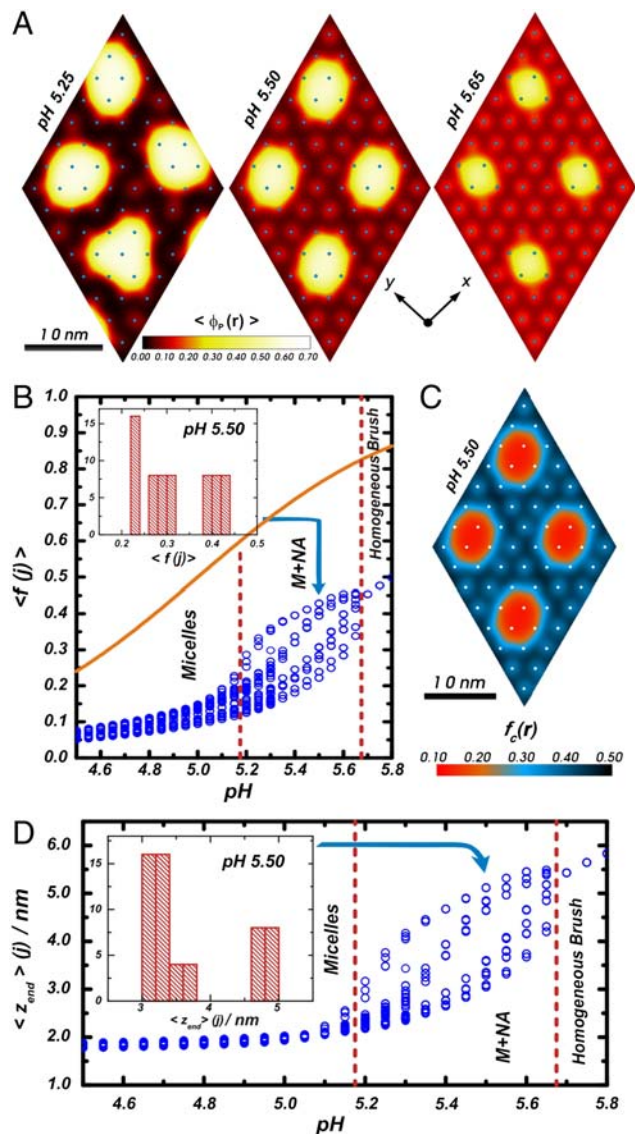 A
pH 5.25
pH 5.50
pH 5.65
y
x
10 nm
< ϕP(r) >
0.00 0.10 0.20 0.30 0.40 0.50 0.60 0.70
B
1.0
0.9
0.8
0.7
0.6
0.5
0.4
0.3
0.2
0.1
0.0
<f (j) >
15
10
5
0
pH 5.50
0.2 0.3 0.4 0.5
< f (j) >
Micelles
M+NA
Homogeneous Brush
4.6 4.8 5.0 5.2 5.4 5.6 5.8
pH
C
pH 5.50
10 nm
fc(r)
0.10 0.20 0.30 0.40 0.50
D
6.0
5.0
4.0
3.0
2.0
1.0
< zend > (j) / nm
15
10
5
0
pH 5.50
3 4 5
< zend > (j) / nm
Micelles
M+NA
Homogeneous Brush
4.6 4.8 5.0 5.2 5.4 5.6 5.8
pH